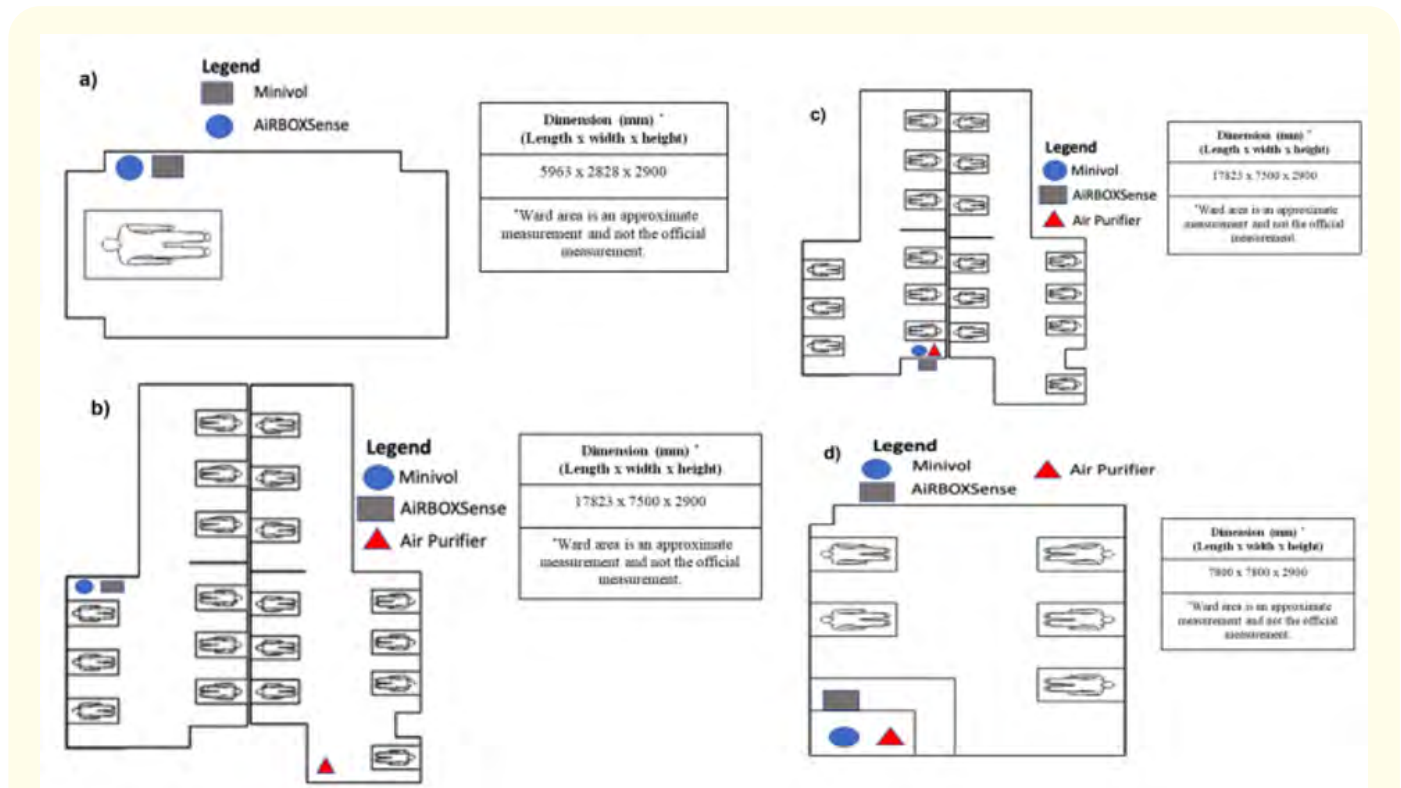 a)
Legend
Minivol
AiRBOXSense
Dimension (mm) *
(Length x width x height)
5963 x 2828 x 2900
*Ward area is an approximate
measurement and not the official
measurement.
b)
Legend
Minivol
AiRBOXSense
Air Purifier
Dimension (mm) *
(Length x width x height)
17823 x 7500 x 2900
*Ward area is an approximate
measurement and not the official
measurement.
c)
Legend
Minivol
AiRBOXSense
Air Purifier
Dimension (mm) *
(Length x width x height)
17823 x 7500 x 2900
*Ward area is an approximate
measurement and not the official
measurement.
d)
Legend
Minivol
Air Purifier
AiRBOXSense
Dimension (mm) *
(Length x width x height)
7800 x 7800 x 2900
*Ward area is an approximate
measurement and not the official
measurement.